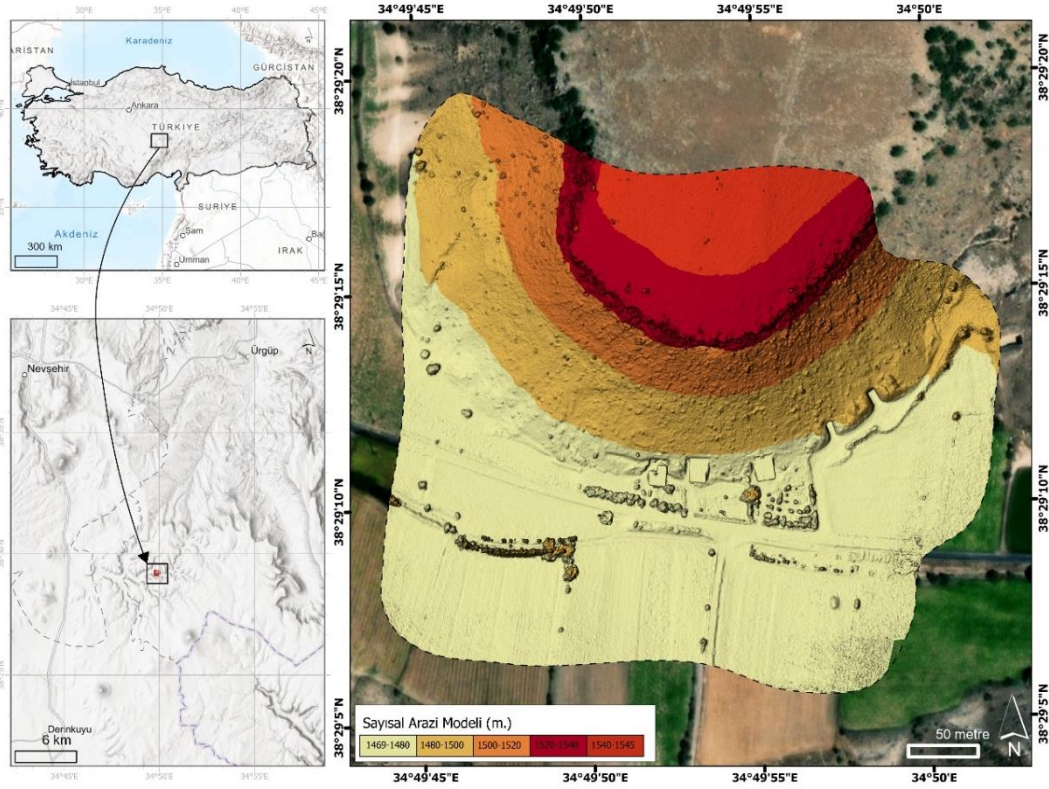 30°E 35°E 40°E 45°E
Karadeniz
GÜRCİSTAN
İstanbul
Ankara
TÜRKİYE
SURİYE
Akdeniz
Şam
IRAK
Umman
300 km
30°E 35°E 40°E 45°E
34°45'E 34°50'E 34°55'E
Ürgüp
Nevşehir
Derinkuyu
6 km
34°45'E 34°50'E 34°55'E
34°49'45"E 34°49'50"E 34°49'55"E 34°50'E
38°29'20"N 38°29'20"N
38°29'15"N 38°29'15"N
38°29'10"N 38°29'10"N
38°29'5"N 38°29'5"N
Sayısal Arazi Modeli (m.)
1469-1480 1480-1500 1500-1520 1520-1540 1540-1545
50 metre
N
34°49'45"E 34°49'50"E 34°49'55"E 34°50'E